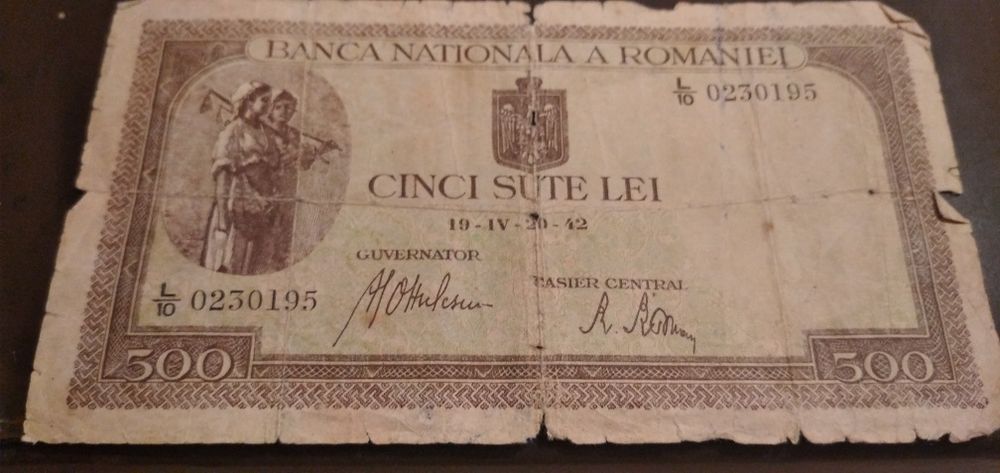 BANCA NATIONALA A ROMANIEI
L/10 0230195
CINCI SUTE LEI
19-IV-20-42
GUVERNATOR
CASIER CENTRAL
L/10 0230195
500
500